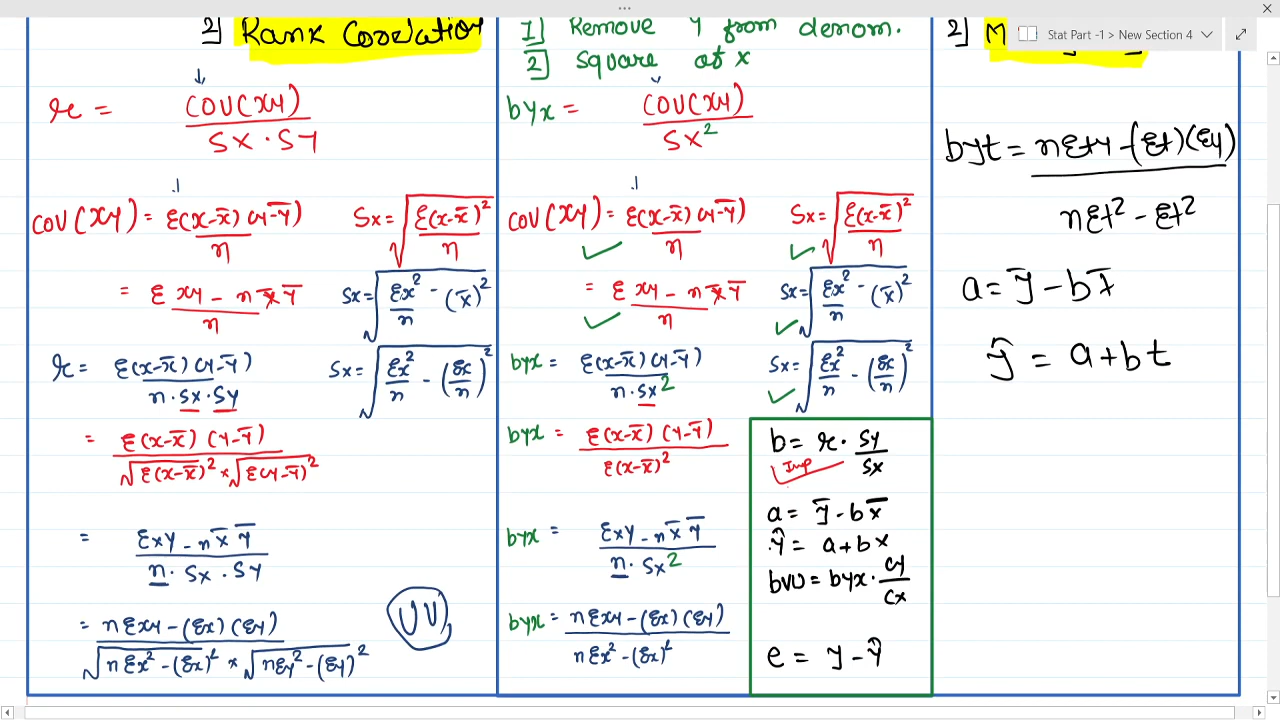 Stat Part -1 > New Section 4
2] Rank Correlation
r = COV(xy) / Sx · Sy
COV(xy) = Σ(x-x̄)(y-ȳ) / n
Sx = √(Σ(x-x̄)² / n)
= Σxy - n x̄ ȳ / n
Sx = √(Σx²/n - (x̄)²)
r = Σ(x-x̄)(y-ȳ) / n · Sx · Sy
Sx = √(Σx²/n - (Σx/n)²)
= Σ(x-x̄)(y-ȳ) / √Σ(x-x̄)² × √Σ(y-ȳ)²
= Σxy - n x̄ ȳ / n · Sx · Sy
= nΣxy - (Σx)(Σy) / √nΣx² - (Σx)² × √nΣy² - (Σy)²
1] Remove Y from denom.
2] square at x
byx = COV(xy) / Sx²
COV(xy) = Σ(x-x̄)(y-ȳ) / n
Sx = √(Σ(x-x̄)² / n)
= Σxy - n x̄ ȳ / n
Sx = √(Σx²/n - (x̄)²)
byx = Σ(x-x̄)(y-ȳ) / n · Sx²
Sx = √(Σx²/n - (Σx/n)²)
byx = Σ(x-x̄)(y-ȳ) / Σ(x-x̄)²
byx = Σxy - n x̄ ȳ / n · Sx²
byx = nΣxy - (Σx)(Σy) / nΣx² - (Σx)²
b = r · Sy / Sx
Imp
a = ȳ - b x̄
ŷ = a + bx
bvu = byx · cy / cx
e = y - ŷ
2] M
byt = nΣty - (Σt)(Σy) / nΣt² - Σt²
a = ȳ - b x̄
ŷ = a + bt